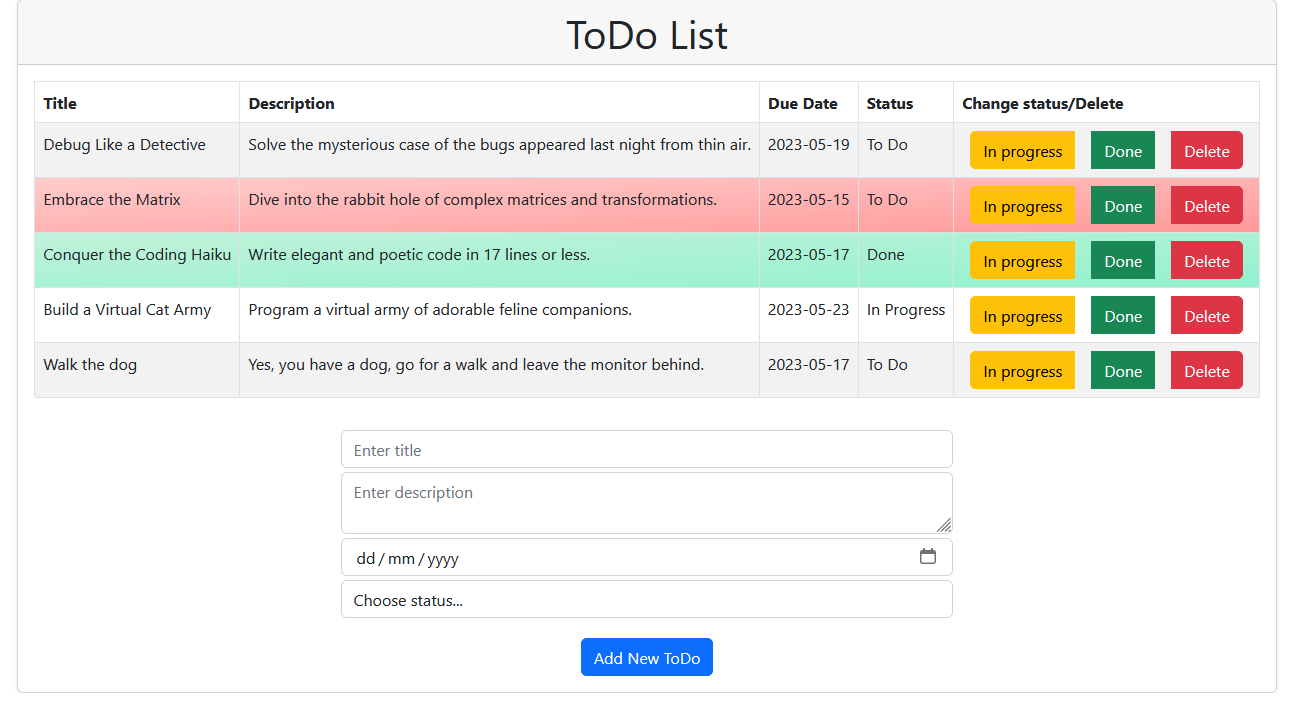 ToDo List
Title Description Due Date Status Change status/Delete
Debug Like a Detective Solve the mysterious case of the bugs appeared last night from thin air. 2023-05-19 To Do In progress Done Delete
Embrace the Matrix Dive into the rabbit hole of complex matrices and transformations. 2023-05-15 To Do In progress Done Delete
Conquer the Coding Haiku Write elegant and poetic code in 17 lines or less. 2023-05-17 Done In progress Done Delete
Build a Virtual Cat Army Program a virtual army of adorable feline companions. 2023-05-23 In Progress In progress Done Delete
Walk the dog Yes, you have a dog, go for a walk and leave the monitor behind. 2023-05-17 To Do In progress Done Delete
Enter title
Enter description
dd/mm/yyyy
Choose status...
Add New ToDo